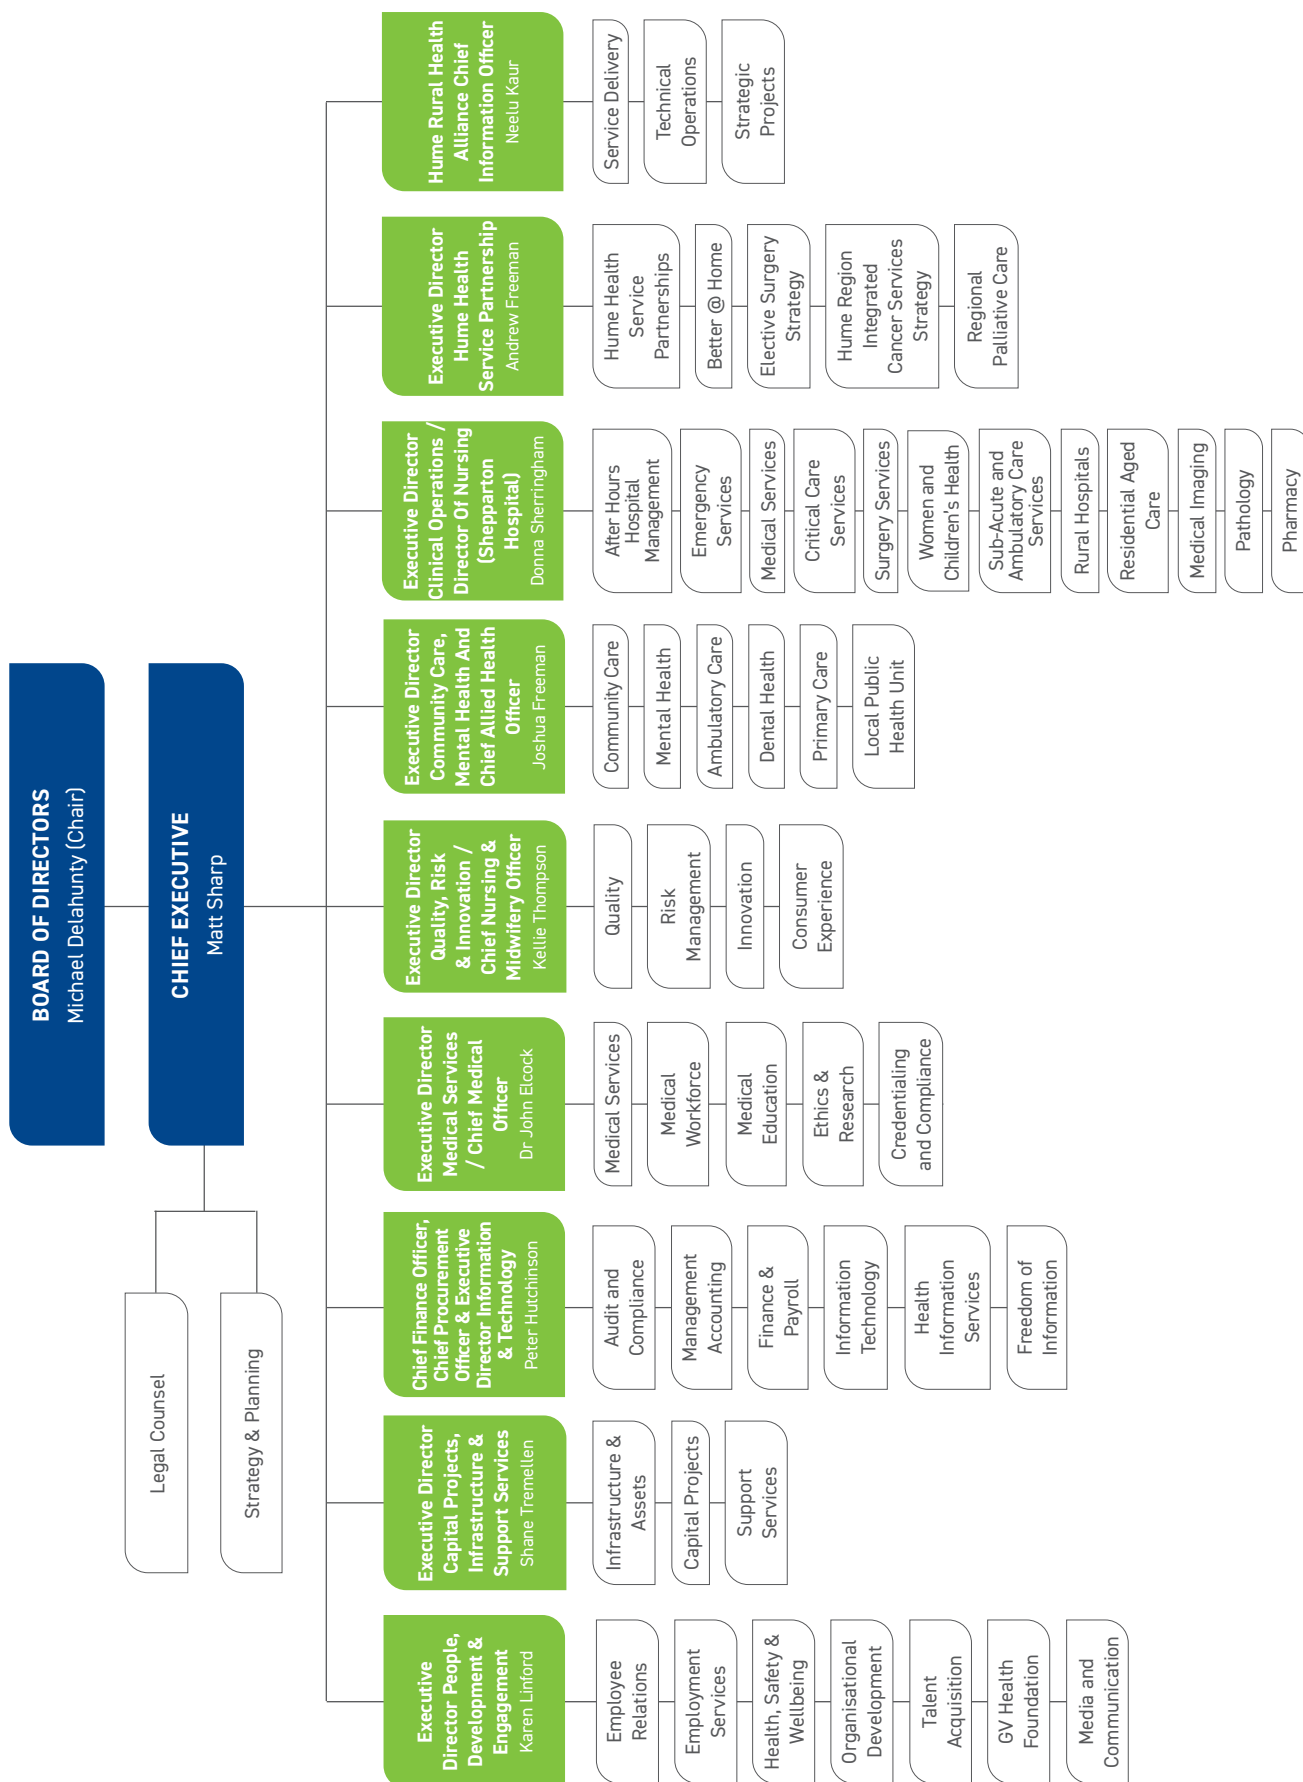 BOARD OF DIRECTORS
Michael Delahunty (Chair)
CHIEF EXECUTIVE
Matt Sharp
Legal Counsel
Strategy & Planning
Executive
Director People,
Development &
Engagement
Karen Linford
Employee
Relations
Employment
Services
Health, Safety &
Wellbeing
Organisational
Development
Talent
Acquisition
GV Health
Foundation
Media and
Communication
Executive Director
Capital Projects,
Infrastructure &
Support Services
Shane Tremellen
Infrastructure &
Assets
Capital Projects
Support
Services
Chief Finance Officer,
Chief Procurement
Officer & Executive
Director Information
& Technology
Peter Hutchinson
Audit and
Compliance
Management
Accounting
Finance &
Payroll
Information
Technology
Health
Information
Services
Freedom of
Information
Executive Director
Medical Services
/ Chief Medical
Officer
Dr John Elcock
Medical Services
Medical
Workforce
Medical
Education
Ethics &
Research
Credentialing
and Compliance
Executive Director
Quality, Risk
& Innovation /
Chief Nursing &
Midwifery Officer
Kellie Thompson
Quality
Risk
Management
Innovation
Consumer
Experience
Executive Director
Community Care,
Mental Health And
Chief Allied Health
Officer
Joshua Freeman
Community Care
Mental Health
Ambulatory Care
Dental Health
Primary Care
Local Public
Health Unit
Executive Director
Clinical Operations /
Director Of Nursing
(Shepparton
Hospital)
Donna Sherringham
After Hours
Hospital
Management
Emergency
Services
Medical Services
Critical Care
Services
Surgery Services
Women and
Children's Health
Sub-Acute and
Ambulatory Care
Services
Rural Hospitals
Residential Aged
Care
Medical Imaging
Pathology
Pharmacy
Executive Director
Hume Health
Service Partnership
Andrew Freeman
Hume Health
Service
Partnerships
Better @ Home
Elective Surgery
Strategy
Hume Region
Integrated
Cancer Services
Strategy
Regional
Palliative Care
Hume Rural Health
Alliance Chief
Information Officer
Neelu Kaur
Service Delivery
Technical
Operations
Strategic
Projects